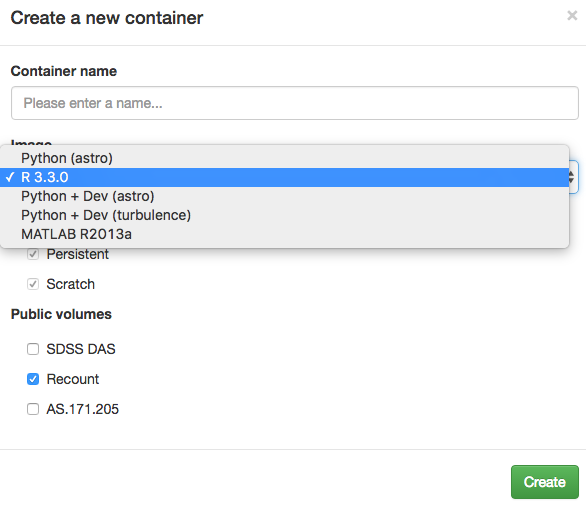 Create a new container
×
Container name
Please enter a name...
Image
Python (astro)
✓ R 3.3.0
Python + Dev (astro)
Python + Dev (turbulence)
MATLAB R2013a
Persistent
Scratch
Public volumes
SDSS DAS
Recount
AS.171.205
Create